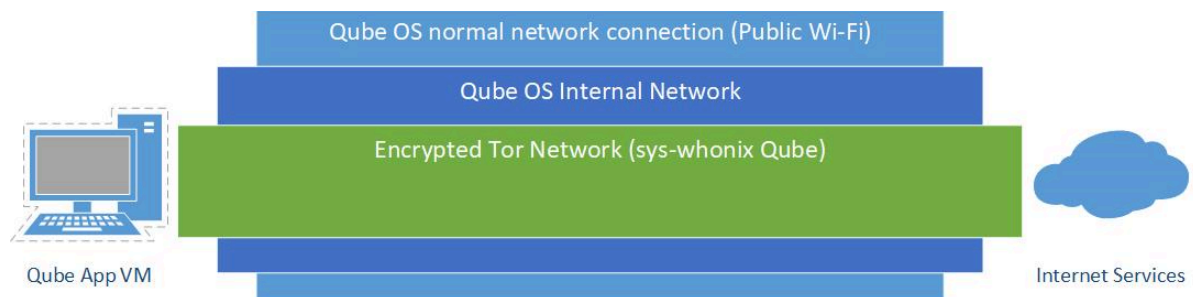 Qube OS normal network connection (Public Wi-Fi)
Qube OS Internal Network
Encrypted Tor Network (sys-whonix Qube)
Qube App VM
Internet Services